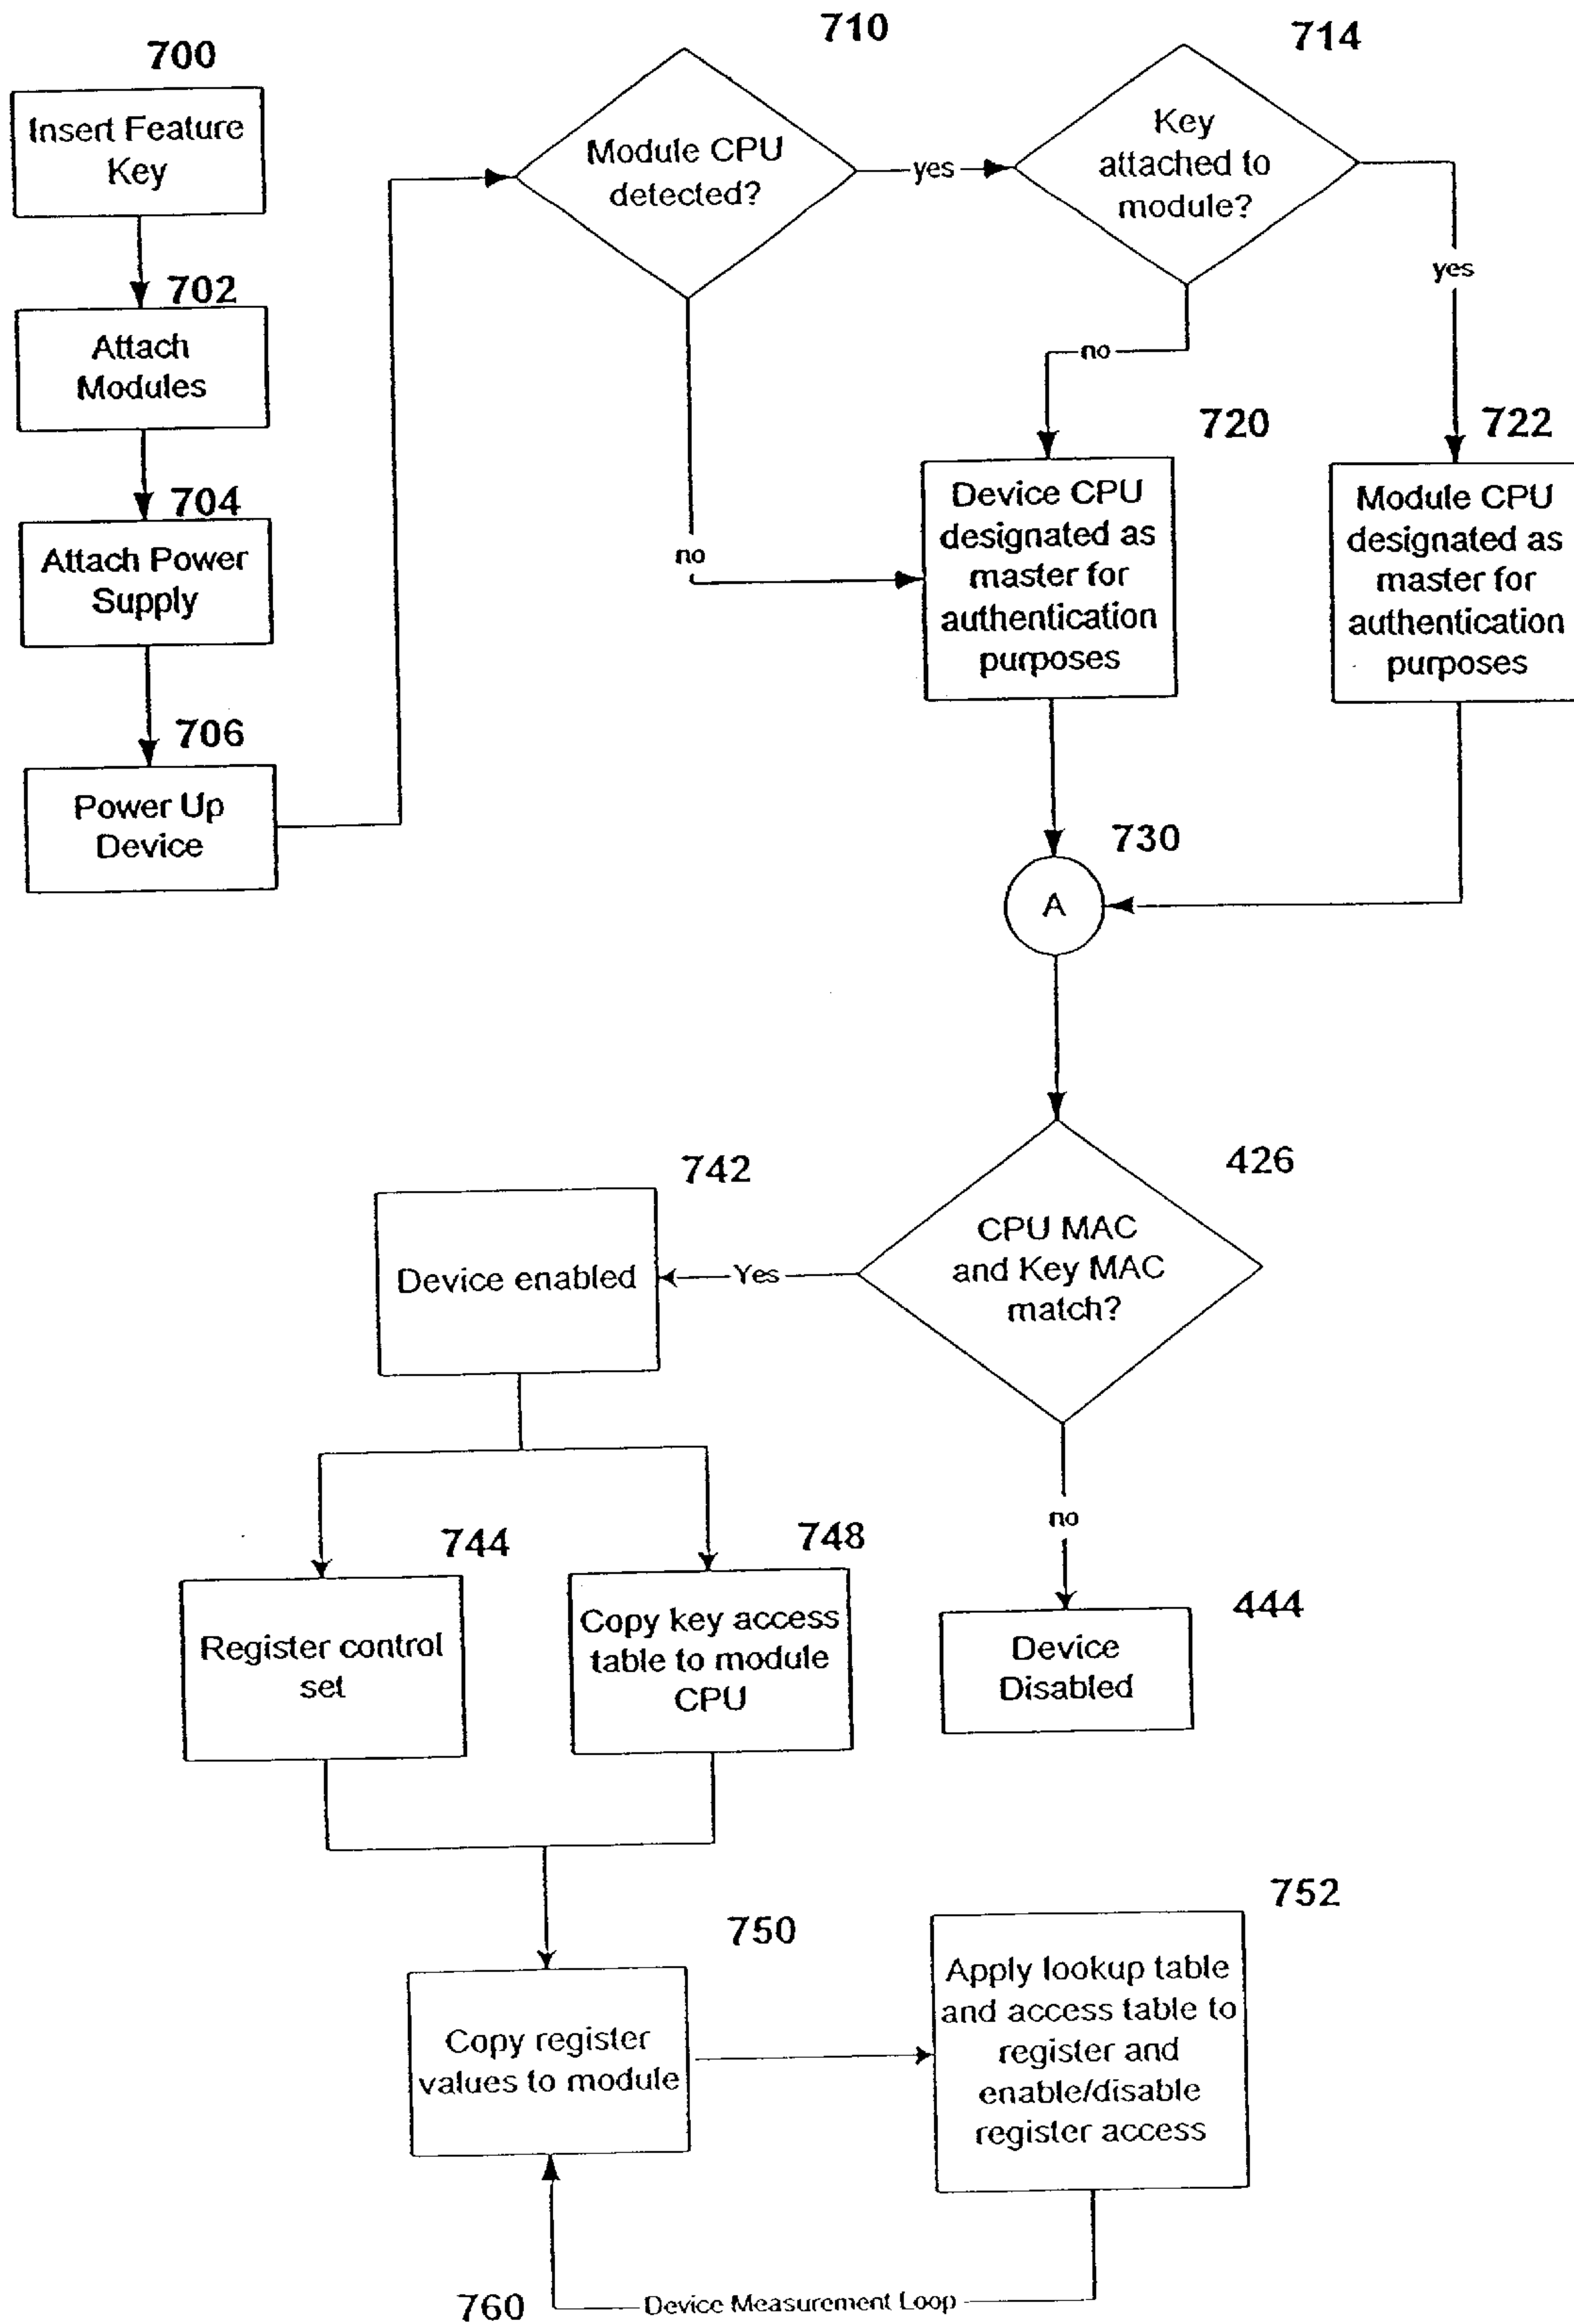 700
Insert Feature
Key
702
Attach
Modules
704
Attach Power
Supply
706
Power Up
Device
710
Module CPU
detected?
yes
no
714
Key
attached to
module?
yes
no
720
Device CPU
designated as
master for
authentication
purposes
722
Module CPU
designated as
master for
authentication
purposes
730
A
426
CPU MAC
and Key MAC
match?
Yes
no
742
Device enabled
444
Device
Disabled
744
Register control
set
748
Copy key access
table to module
CPU
750
Copy register
values to module
752
Apply lookup table
and access table to
register and
enable/disable
register access
760
Device Measurement Loop